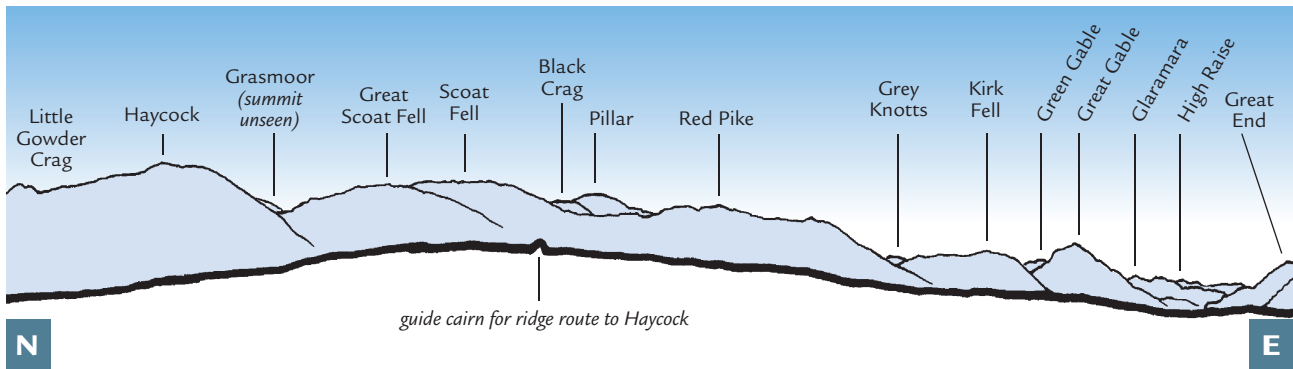 Little
Gowder
Crag
Haycock
Grasmoor
(summit
unseen)
Great
Scoat Fell
Scoat
Fell
Black
Crag
Pillar
Red Pike
Grey
Knotts
Kirk
Fell
Green Gable
Great Gable
Glaramara
High Raise
Great
End
guide cairn for ridge route to Haycock
N
E